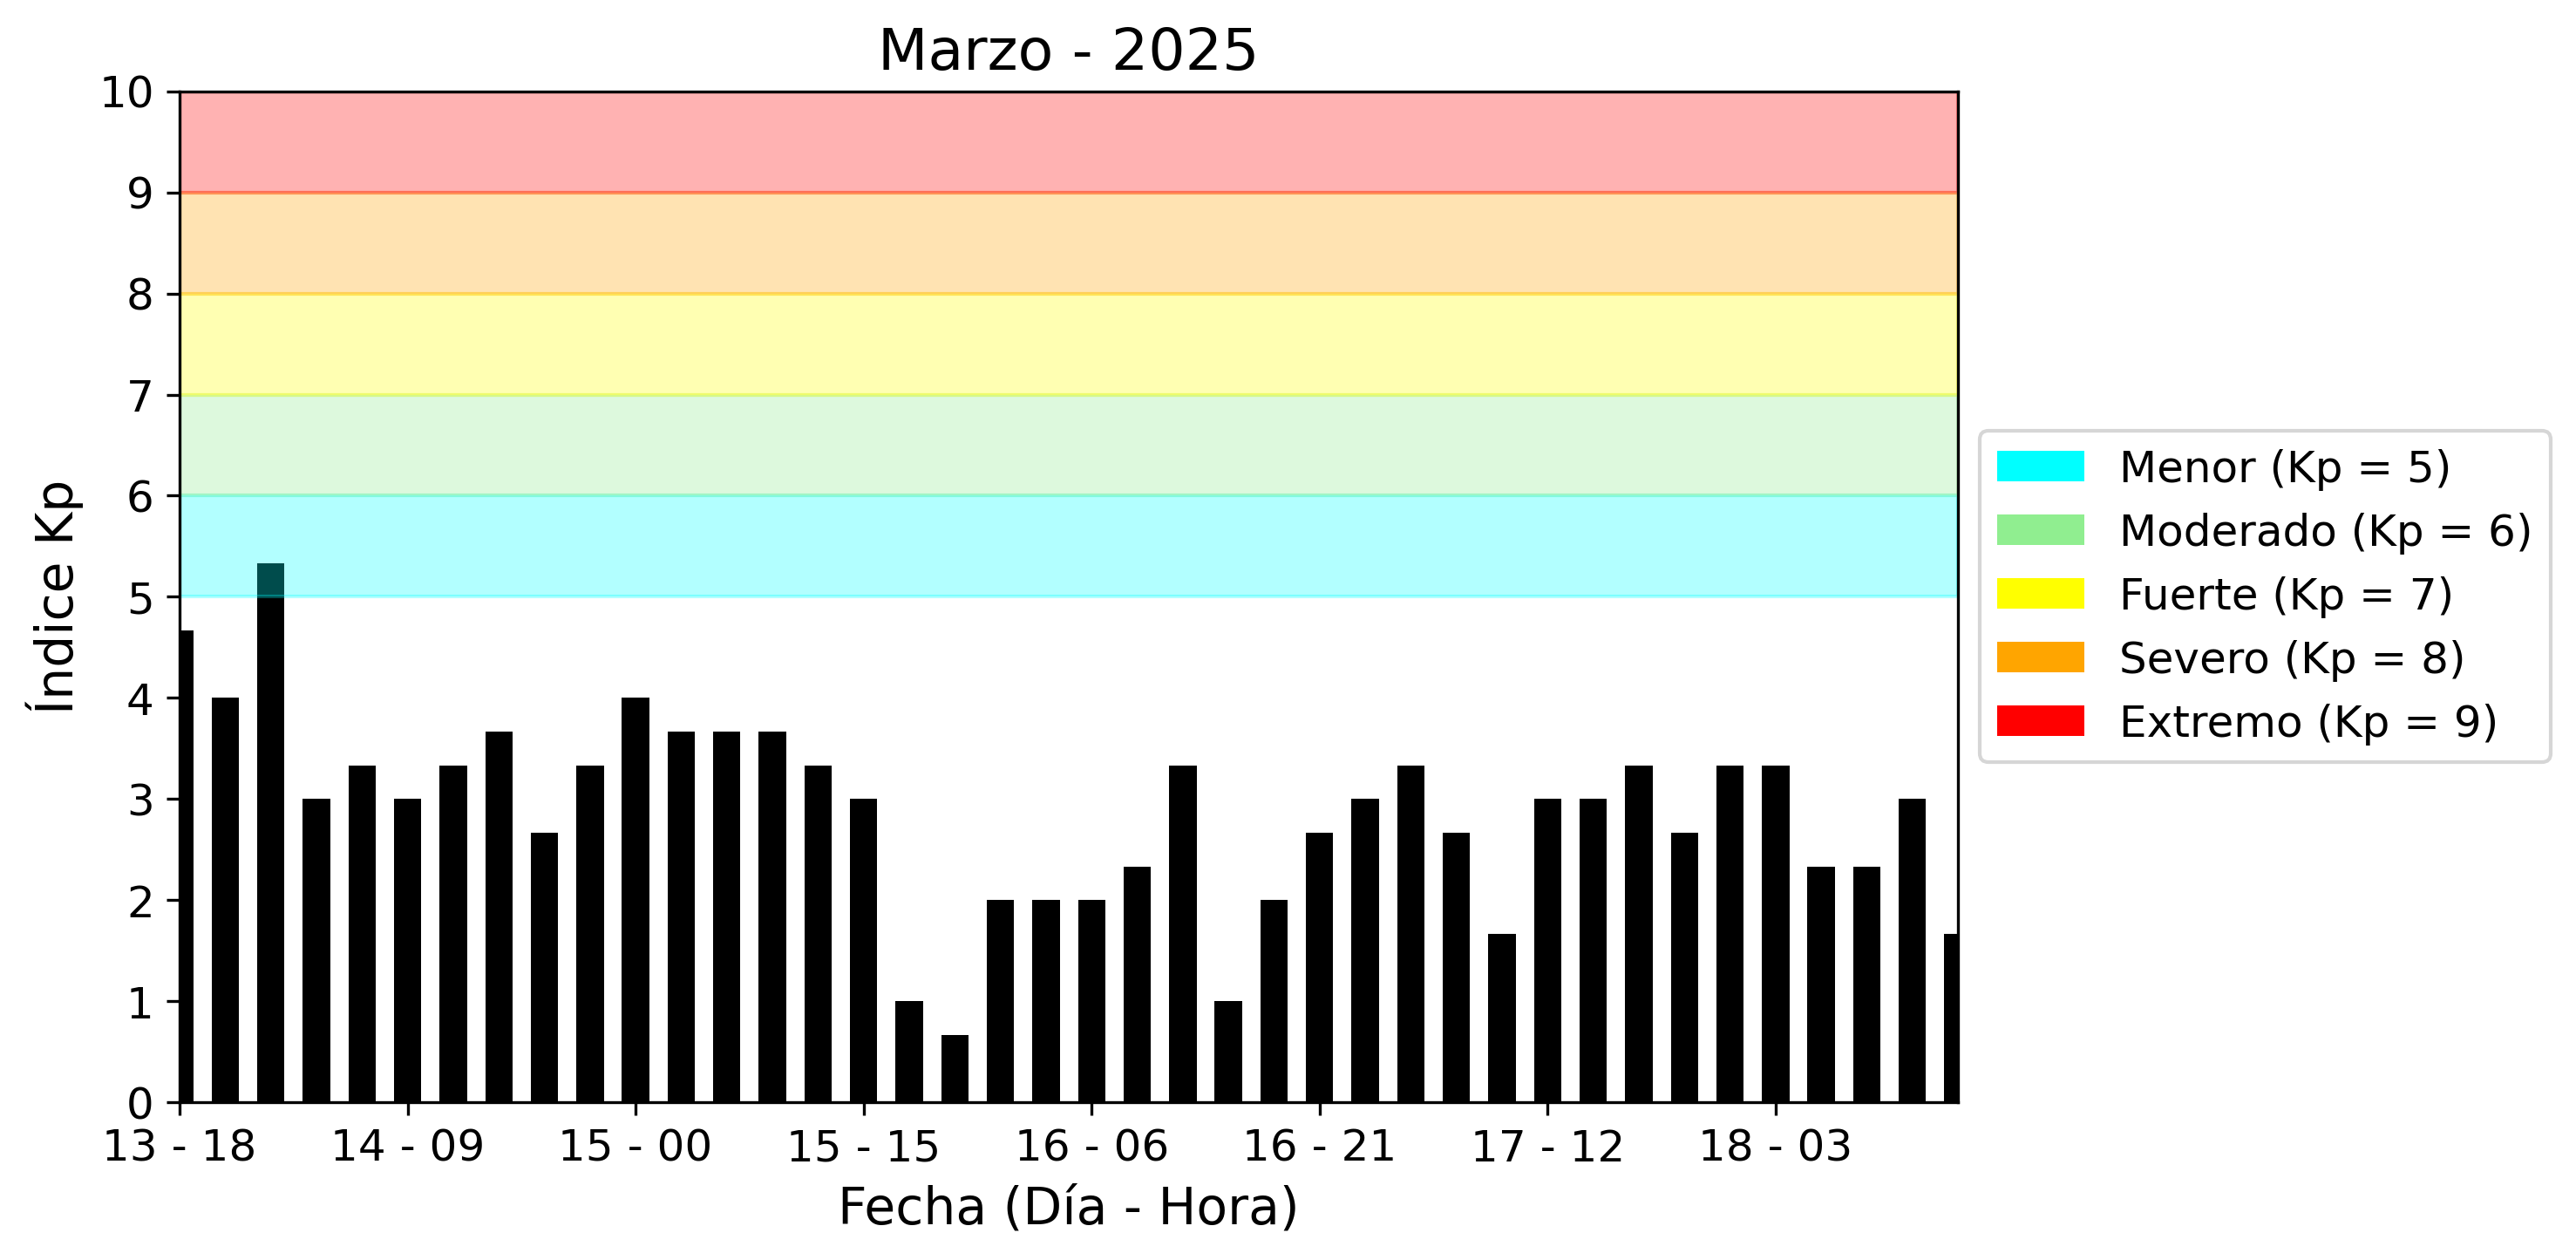 Marzo - 2025
10
9
8
7
6
5
4
3
2
1
0
Índice Kp
13 - 18
14 - 09
15 - 00
15 - 15
16 - 06
16 - 21
17 - 12
18 - 03
Fecha (Día - Hora)
Menor (Kp = 5)
Moderado (Kp = 6)
Fuerte (Kp = 7)
Severo (Kp = 8)
Extremo (Kp = 9)